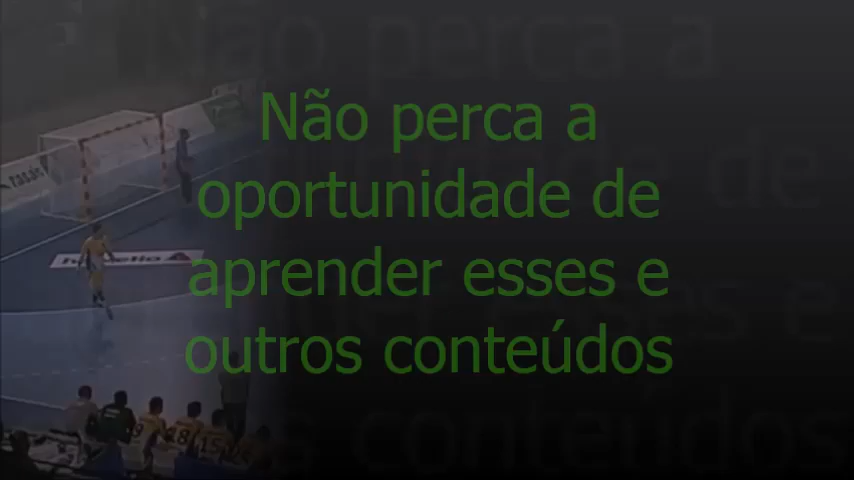 Não perca a
oportunidade de
aprender esses e
outros conteúdos